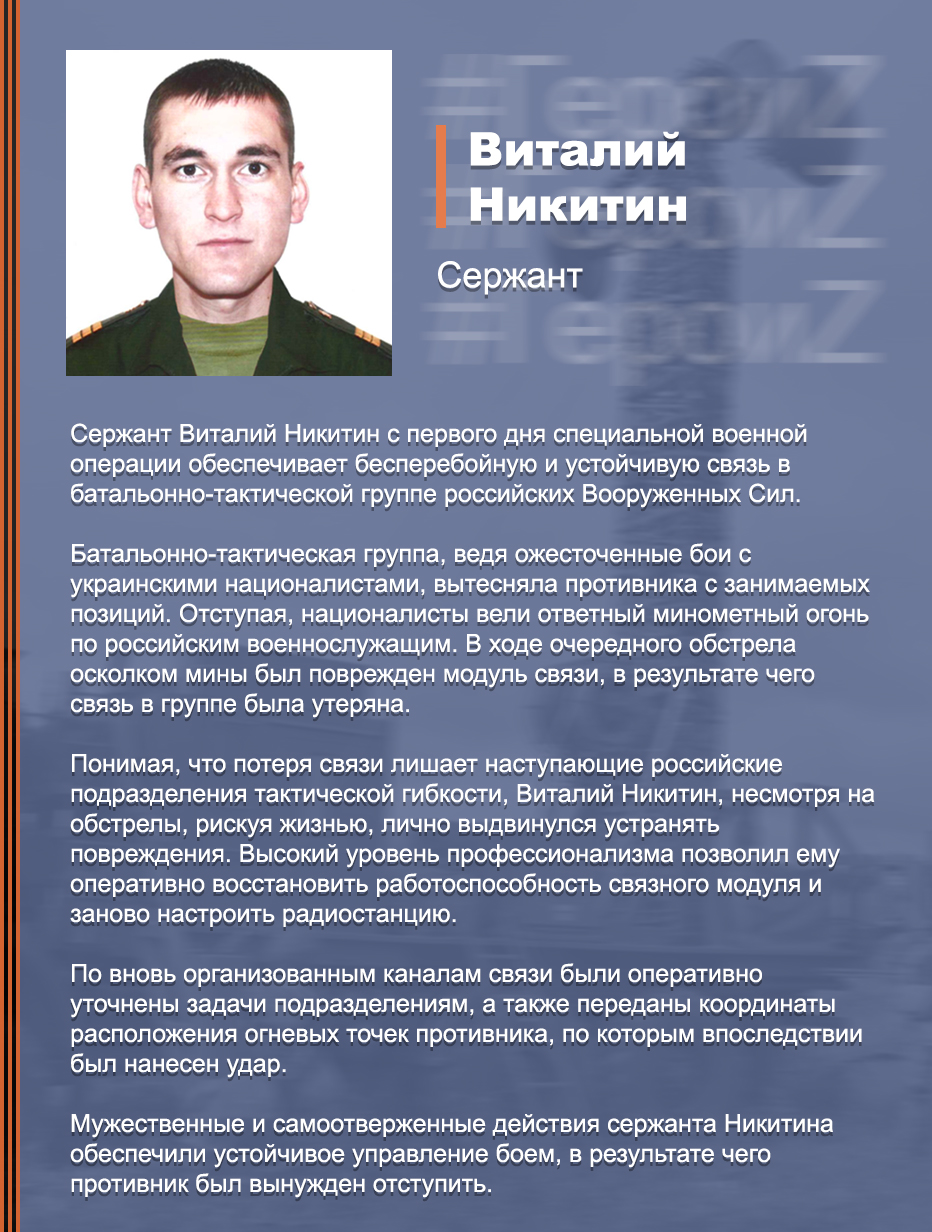 #ГероиZ
#ГероиZ
#ГероиZ
Виталий
Никитин
Сержант
Сержант Виталий Никитин с первого дня специальной военной
операции обеспечивает бесперебойную и устойчивую связь в
батальонно-тактической группе российских Вооруженных Сил.
Батальонно-тактическая группа, ведя ожесточенные бои с
украинскими националистами, вытесняла противника с занимаемых
позиций. Отступая, националисты вели ответный минометный огонь
по российским военнослужащим. В ходе очередного обстрела
осколком мины был поврежден модуль связи, в результате чего
связь в группе была утеряна.
Понимая, что потеря связи лишает наступающие российские
подразделения тактической гибкости, Виталий Никитин, несмотря на
обстрелы, рискуя жизнью, лично выдвинулся устранять
повреждения. Высокий уровень профессионализма позволил ему
оперативно восстановить работоспособность связного модуля и
заново настроить радиостанцию.
По вновь организованным каналам связи были оперативно
уточнены задачи подразделениям, а также переданы координаты
расположения огневых точек противника, по которым впоследствии
был нанесен удар.
Мужественные и самоотверженные действия сержанта Никитина
обеспечили устойчивое управление боем, в результате чего
противник был вынужден отступить.